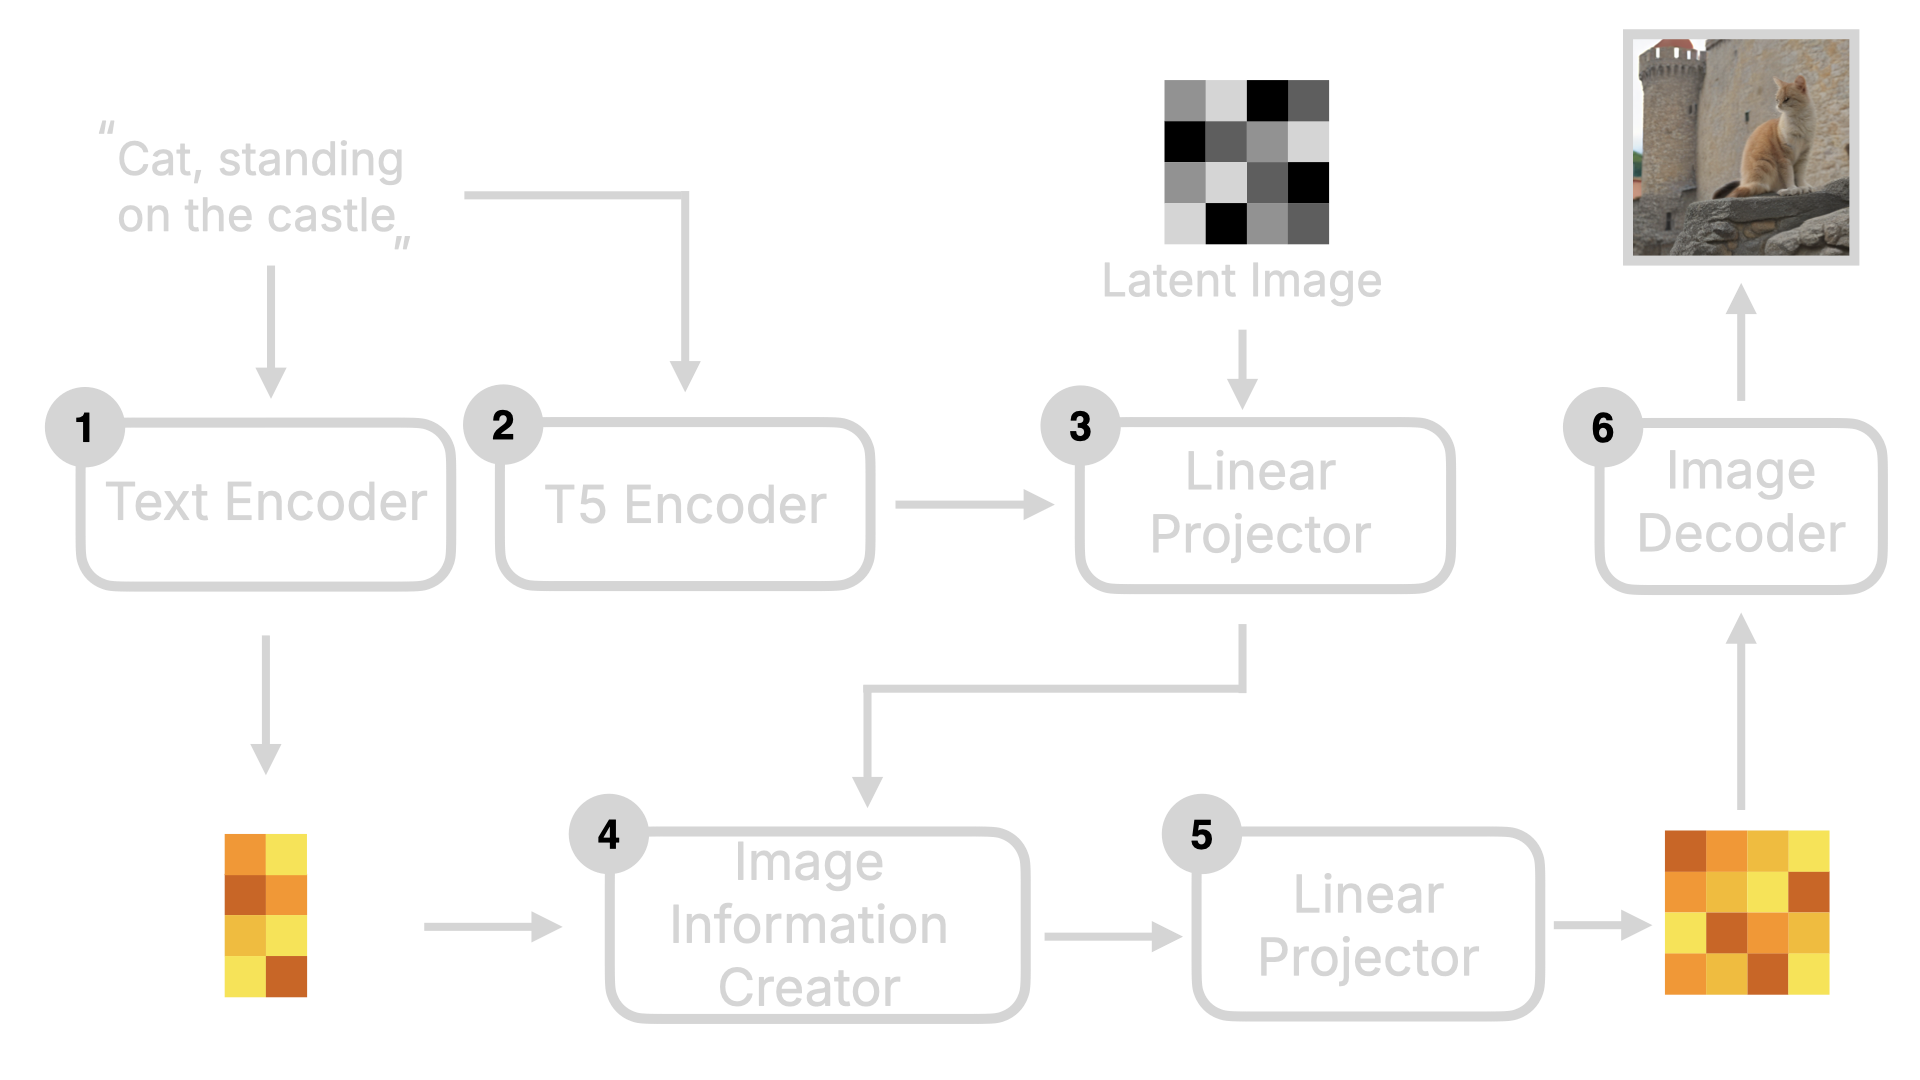 “Cat, standing
on the castle”
Latent Image
1
Text Encoder
2
T5 Encoder
3
Linear
Projector
6
Image
Decoder
4
Image
Information
Creator
5
Linear
Projector